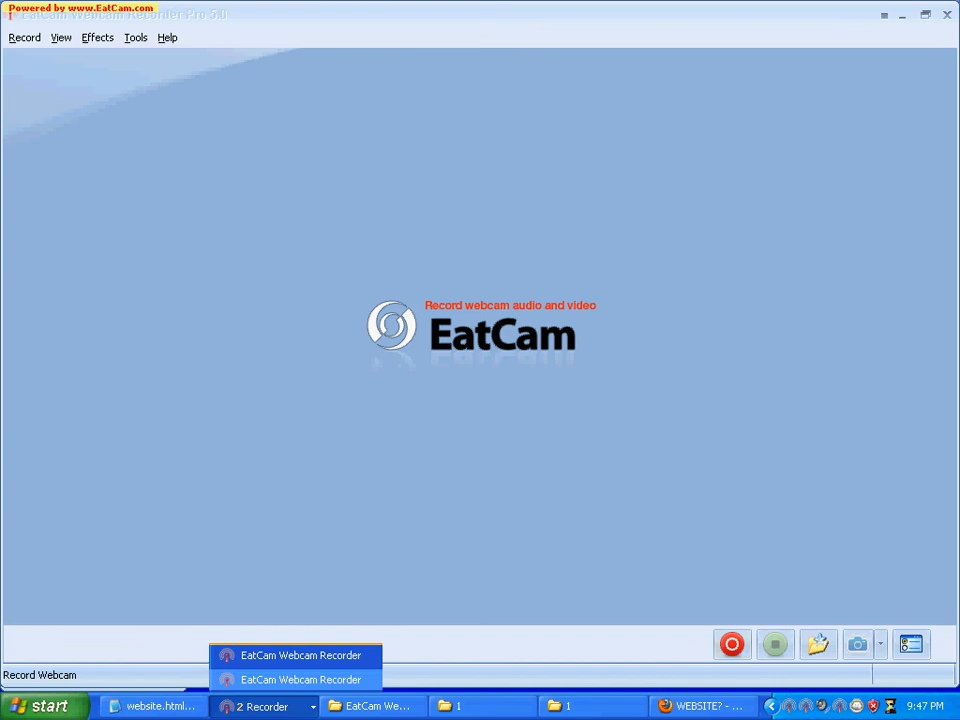 Powered by www.EatCam.com
EatCam Webcam Recorder Pro 5.0
Record View Effects Tools Help
Record webcam audio and video
EatCam
EatCam Webcam Recorder
Record Webcam
EatCam Webcam Recorder
start
website.html...
2 Recorder
EatCam We...
1
1
WEBSITE? - ...
9:47 PM